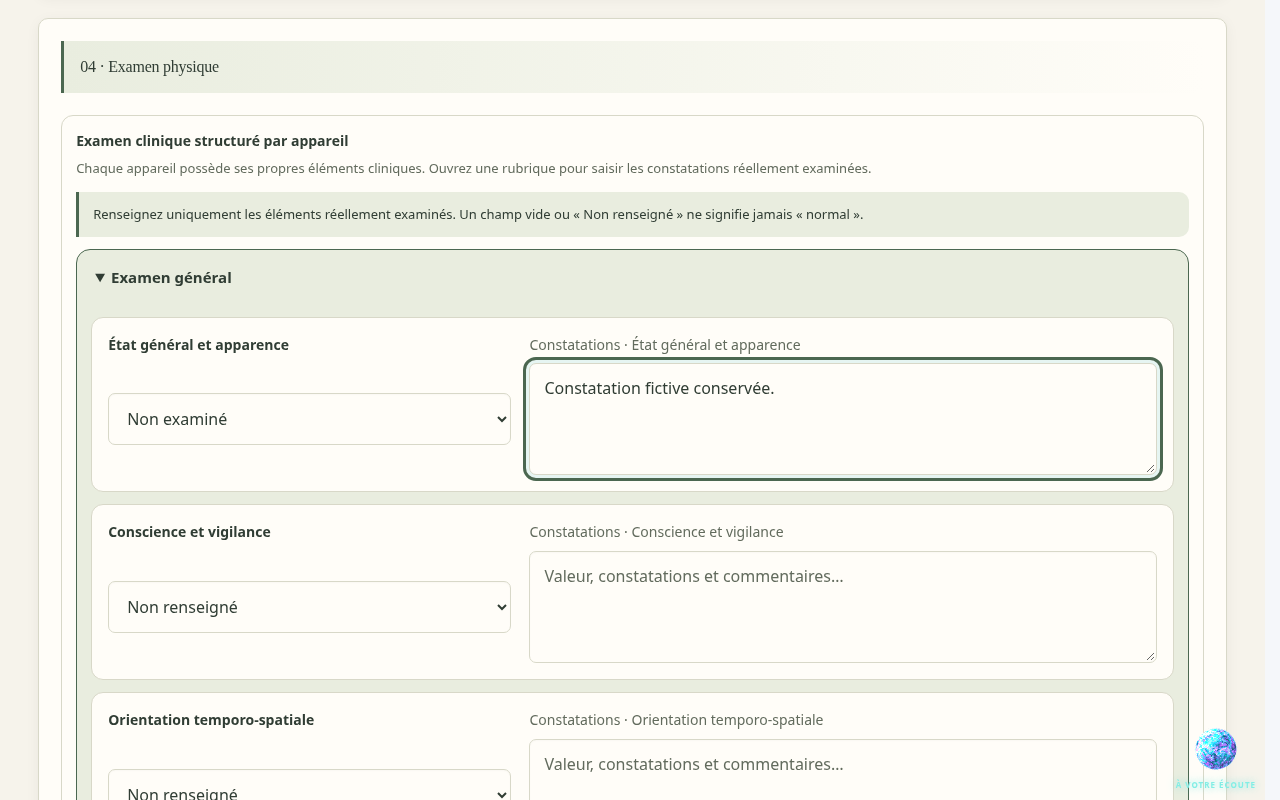 04 · Examen physique
Examen clinique structuré par appareil
Chaque appareil possède ses propres éléments cliniques. Ouvrez une rubrique pour saisir les constatations réellement examinées.
Renseignez uniquement les éléments réellement examinés. Un champ vide ou « Non renseigné » ne signifie jamais « normal ».
▼ Examen général
État général et apparence
Constatations · État général et apparence
Non examiné
Constatation fictive conservée.
Conscience et vigilance
Constatations · Conscience et vigilance
Non renseigné
Valeur, constatations et commentaires…
Orientation temporo-spatiale
Constatations · Orientation temporo-spatiale
Non renseigné
Valeur, constatations et commentaires…
À VOTRE ÉCOUTE